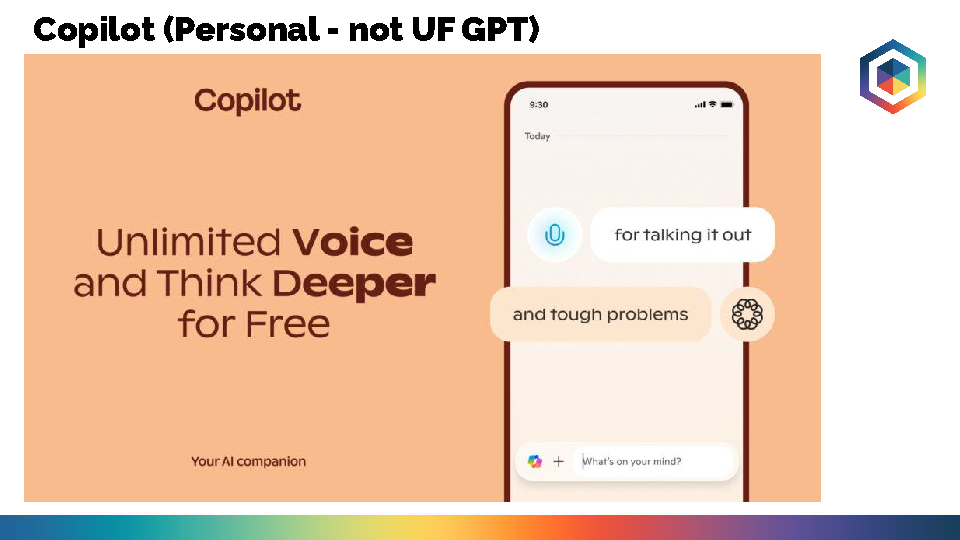 Copilot (Personal - not UF GPT)
Copilot
Unlimited Voice
and Think Deeper
for Free
Your AI companion
9:30
Today
for talking it out
and tough problems
What's on your mind?